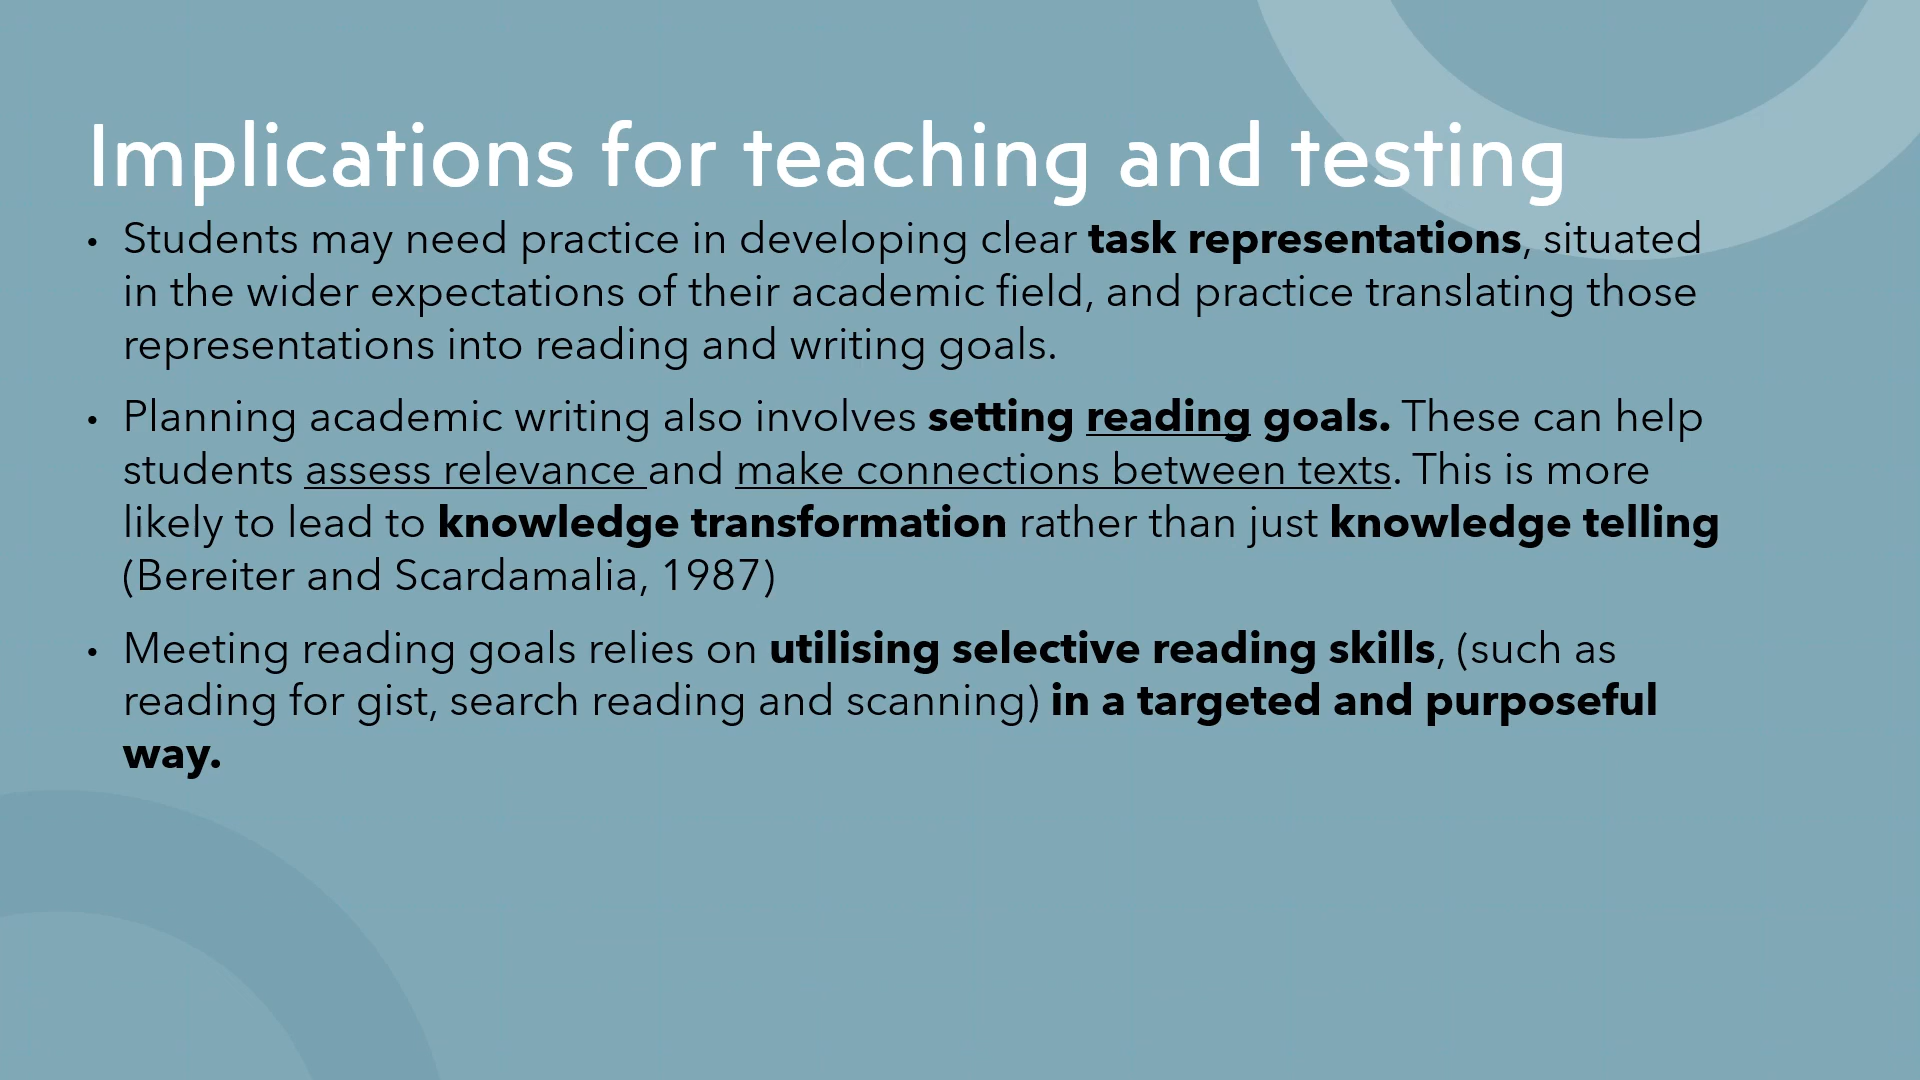 Implications for teaching and testing
• Students may need practice in developing clear task representations, situated
in the wider expectations of their academic field, and practice translating those
representations into reading and writing goals.
• Planning academic writing also involves setting reading goals. These can help
students assess relevance and make connections between texts. This is more
likely to lead to knowledge transformation rather than just knowledge telling
(Bereiter and Scardamalia, 1987)
• Meeting reading goals relies on utilising selective reading skills, (such as
reading for gist, search reading and scanning) in a targeted and purposeful
way.